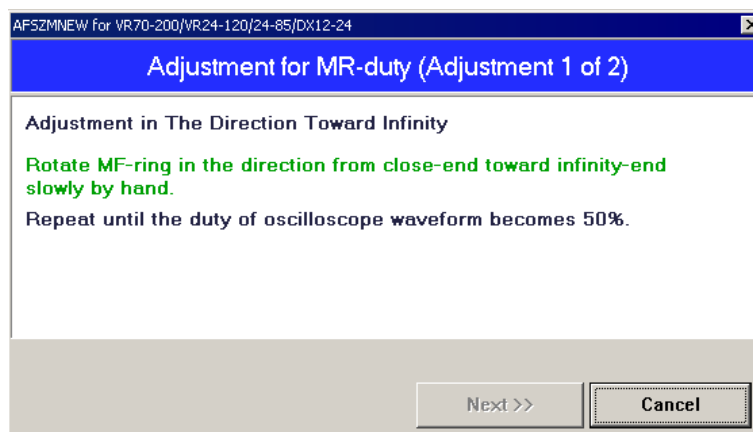 AFSZMNEW for VR70-200/VR24-120/24-85/DX12-24
Adjustment for MR-duty (Adjustment 1 of 2)
Adjustment in The Direction Toward Infinity
Rotate MF-ring in the direction from close-end toward infinity-end
slowly by hand.
Repeat until the duty of oscilloscope waveform becomes 50%.
Next >>
Cancel